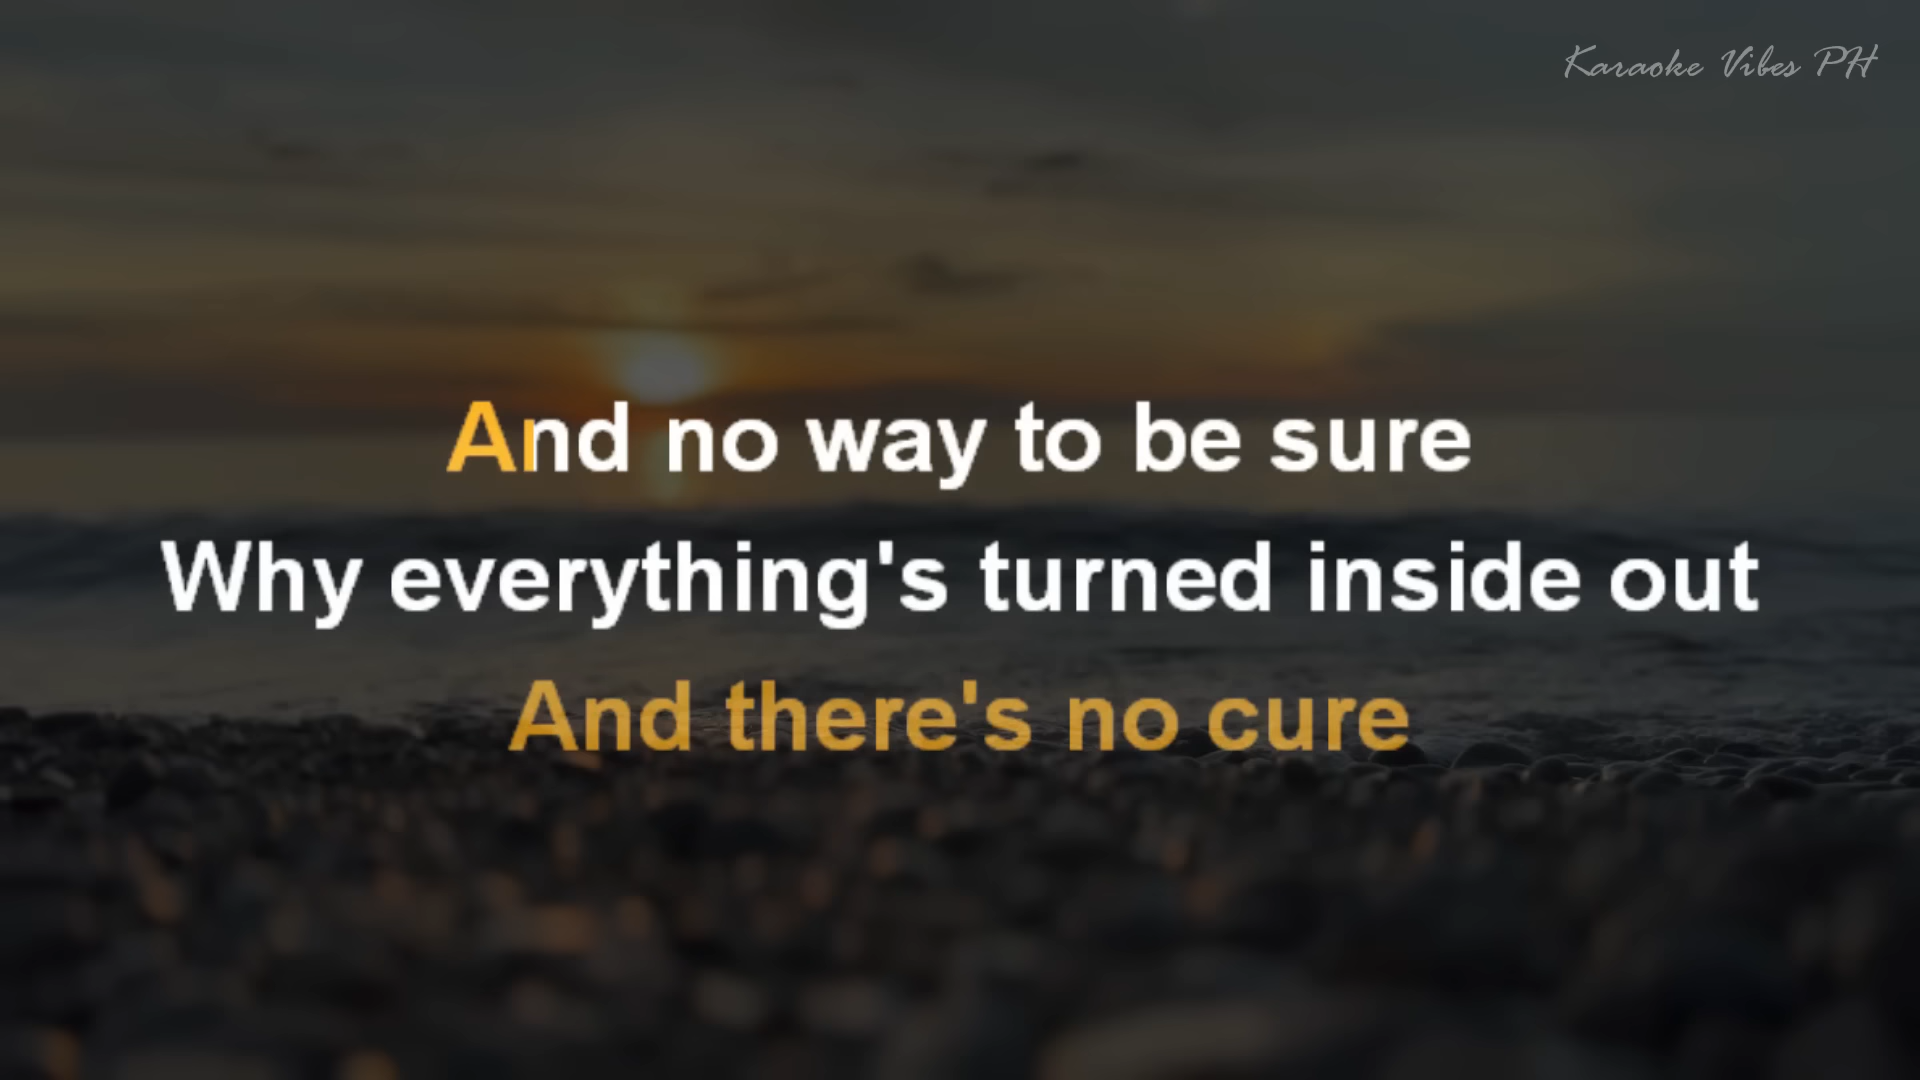 Karaoke Vibes PH
And no way to be sure
Why everything's turned inside out
And there's no cure